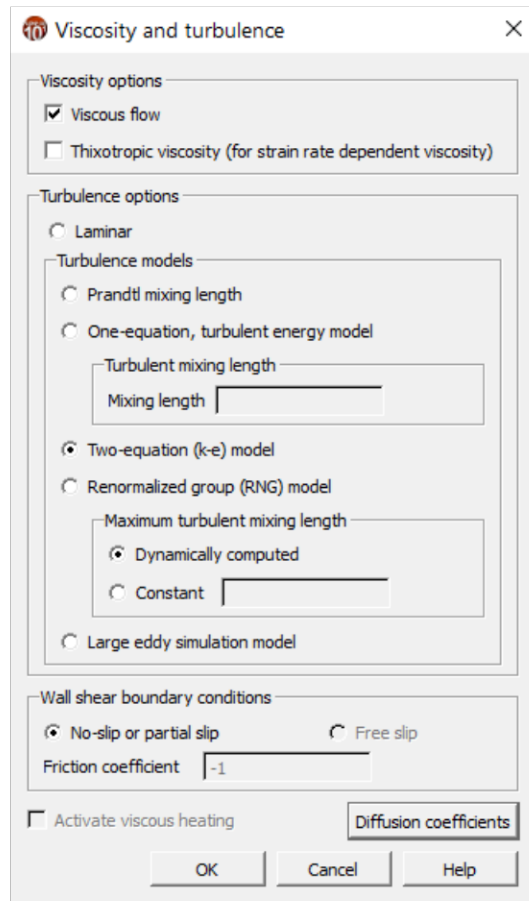 Viscosity and turbulence
Viscosity options
Viscous flow
Thixotropic viscosity (for strain rate dependent viscosity)
Turbulence options
Laminar
Turbulence models
Prandtl mixing length
One-equation, turbulent energy model
Turbulent mixing length
Mixing length
Two-equation (k-e) model
Renormalized group (RNG) model
Maximum turbulent mixing length
Dynamically computed
Constant
Large eddy simulation model
Wall shear boundary conditions
No-slip or partial slip Free slip
Friction coefficient -1
Activate viscous heating Diffusion coefficients
OK Cancel Help